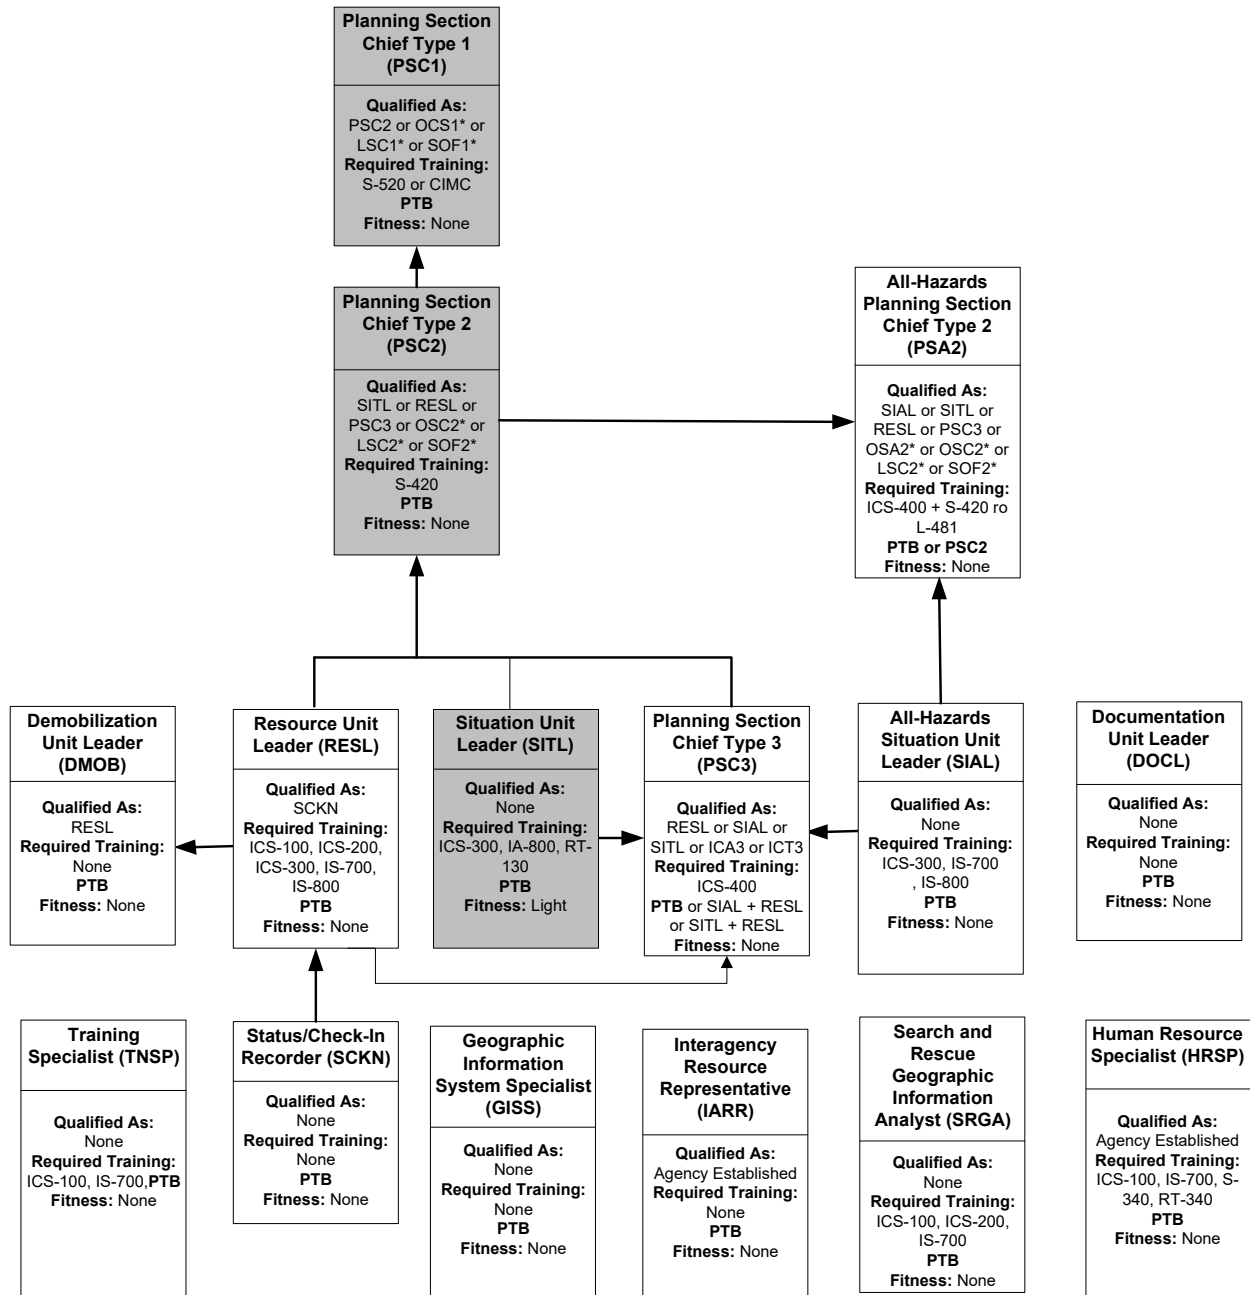 Planning Section
Chief Type 1
(PSC1)
Qualified As:
PSC2 or OCS1* or
LSC1* or SOF1*
Required Training:
S-520 or CIMC
PTB
Fitness: None
Planning Section
Chief Type 2
(PSC2)
Qualified As:
SITL or RESL or
PSC3 or OSC2* or
LSC2* or SOF2*
Required Training:
S-420
PTB
Fitness: None
All-Hazards
Planning Section
Chief Type 2
(PSA2)
Qualified As:
SIAL or SITL or
RESL or PSC3 or
OSA2* or OSC2* or
LSC2* or SOF2*
Required Training:
ICS-400 + S-420 ro
L-481
PTB or PSC2
Fitness: None
Demobilization
Unit Leader
(DMOB)
Qualified As:
RESL
Required Training:
None
PTB
Fitness: None
Resource Unit
Leader (RESL)
Qualified As:
SCKN
Required Training:
ICS-100, ICS-200,
ICS-300, IS-700,
IS-800
PTB
Fitness: None
Situation Unit
Leader (SITL)
Qualified As:
None
Required Training:
ICS-300, IA-800, RT-
130
PTB
Fitness: Light
Planning Section
Chief Type 3
(PSC3)
Qualified As:
RESL or SIAL or
SITL or ICA3 or ICT3
Required Training:
ICS-400
PTB or SIAL + RESL
or SITL + RESL
Fitness: None
All-Hazards
Situation Unit
Leader (SIAL)
Qualified As:
None
Required Training:
ICS-300, IS-700
, IS-800
PTB
Fitness: None
Documentation
Unit Leader
(DOCL)
Qualified As:
None
Required Training:
None
PTB
Fitness: None
Training
Specialist (TNSP)
Qualified As:
None
Required Training:
ICS-100, IS-700,PTB
Fitness: None
Status/Check-In
Recorder (SCKN)
Qualified As:
None
Required Training:
None
PTB
Fitness: None
Geographic
Information
System Specialist
(GISS)
Qualified As:
None
Required Training:
None
PTB
Fitness: None
Interagency
Resource
Representative
(IARR)
Qualified As:
Agency Established
Required Training:
None
PTB
Fitness: None
Search and
Rescue
Geographic
Information
Analyst (SRGA)
Qualified As:
None
Required Training:
ICS-100, ICS-200,
IS-700
PTB
Fitness: None
Human Resource
Specialist (HRSP)
Qualified As:
Agency Established
Required Training:
ICS-100, IS-700, S-
340, RT-340
PTB
Fitness: None